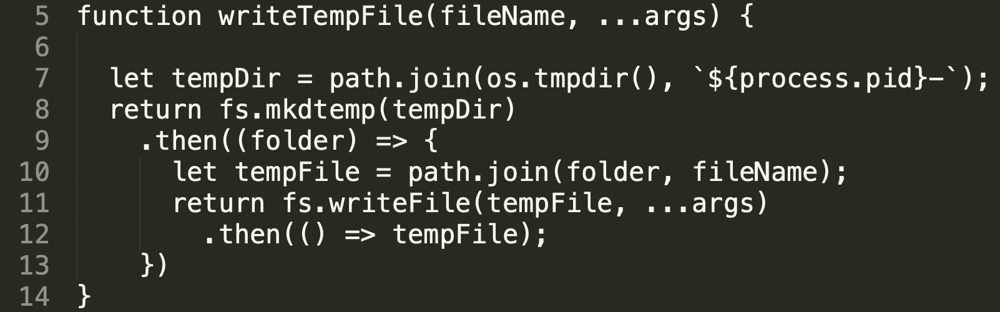 5 function writeTempFile(fileName, ...args) {
6
7   let tempDir = path.join(os.tmpdir(), `${process.pid}-`);
8   return fs.mkdtemp(tempDir)
9     .then((folder) => {
10       let tempFile = path.join(folder, fileName);
11       return fs.writeFile(tempFile, ...args)
12         .then(() => tempFile);
13     })
14 }